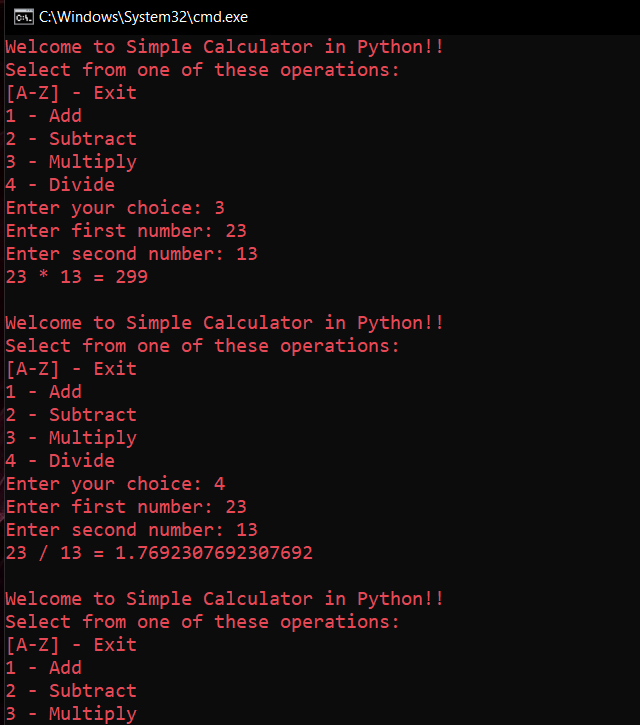 C:\Windows\System32\cmd.exe
Welcome to Simple Calculator in Python!!
Select from one of these operations:
[A-Z] - Exit
1 - Add
2 - Subtract
3 - Multiply
4 - Divide
Enter your choice: 3
Enter first number: 23
Enter second number: 13
23 * 13 = 299
Welcome to Simple Calculator in Python!!
Select from one of these operations:
[A-Z] - Exit
1 - Add
2 - Subtract
3 - Multiply
4 - Divide
Enter your choice: 4
Enter first number: 23
Enter second number: 13
23 / 13 = 1.7692307692307692
Welcome to Simple Calculator in Python!!
Select from one of these operations:
[A-Z] - Exit
1 - Add
2 - Subtract
3 - Multiply